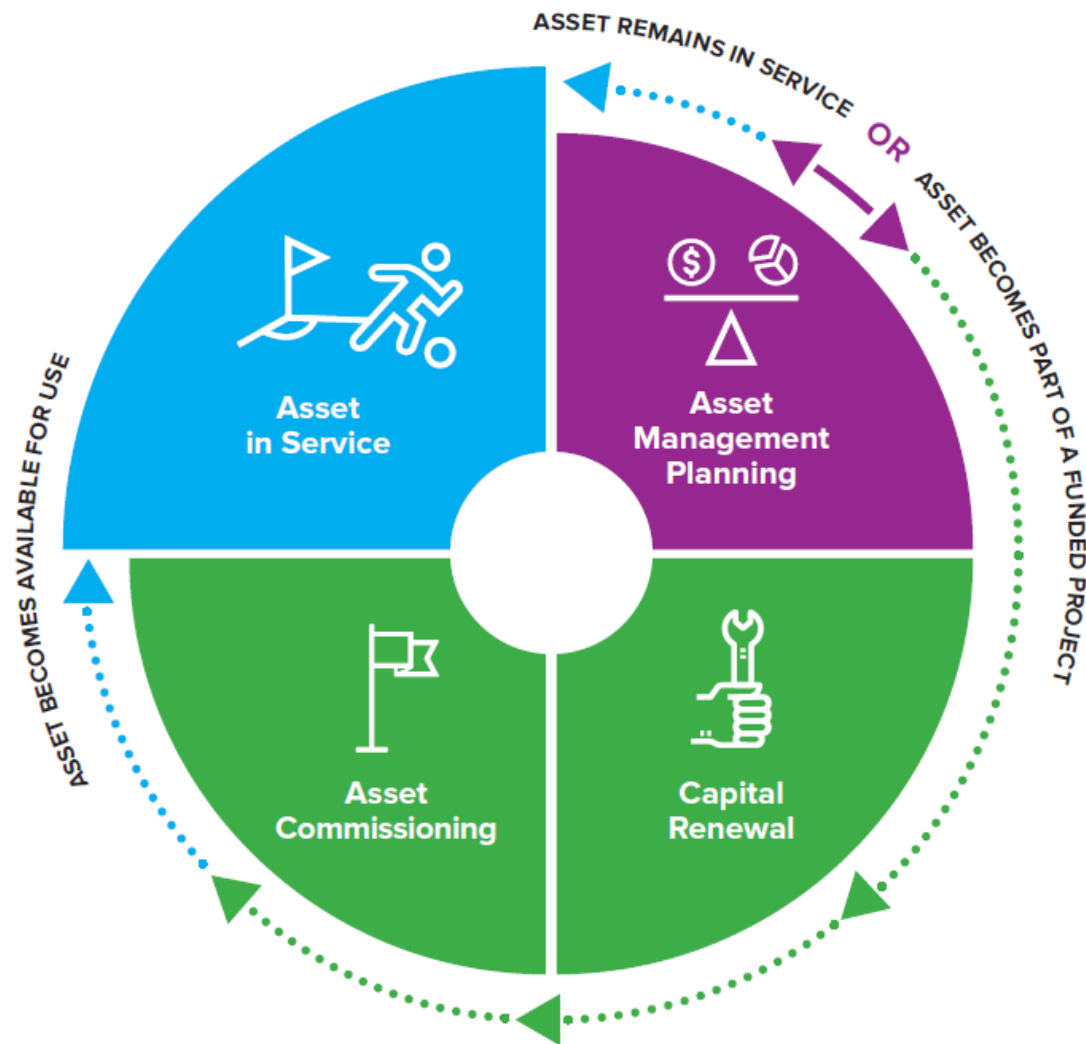 ASSET REMAINS IN SERVICE OR ASSET BECOMES PART OF A FUNDED PROJECT
$
Asset
in Service
Asset
Management
Planning
ASSET BECOMES AVAILABLE FOR USE
Asset
Commissioning
Capital
Renewal